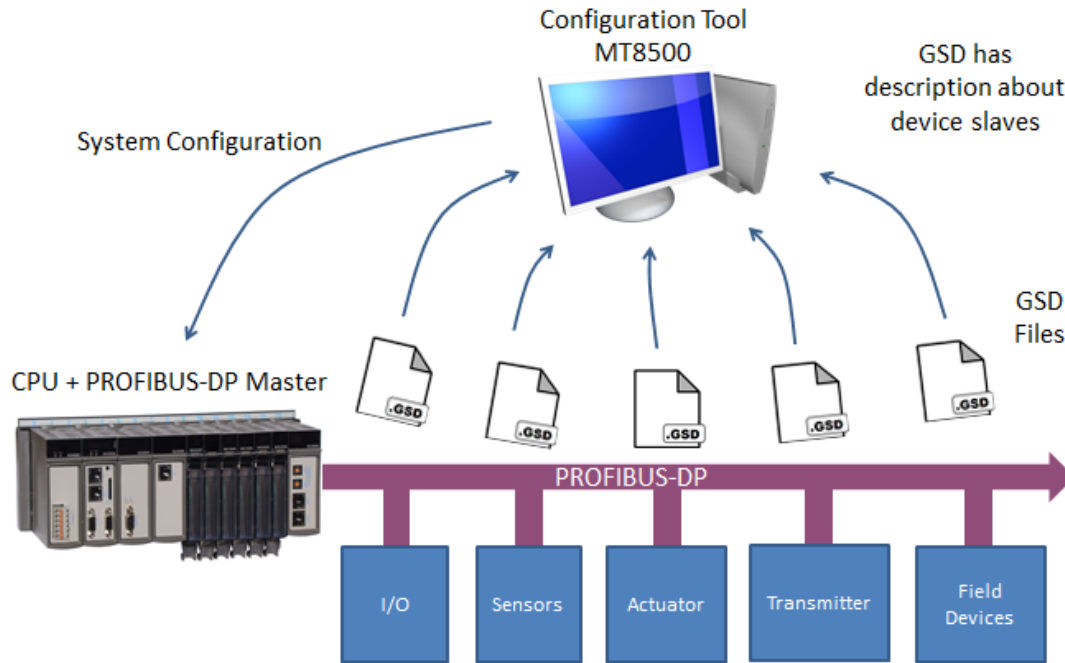 Configuration Tool
MT8500
GSD has
description about
device slaves
System Configuration
GSD
Files
CPU + PROFIBUS-DP Master
.GSD
.GSD
.GSD
.GSD
.GSD
PROFIBUS-DP
I/O
Sensors
Actuator
Transmitter
Field
Devices